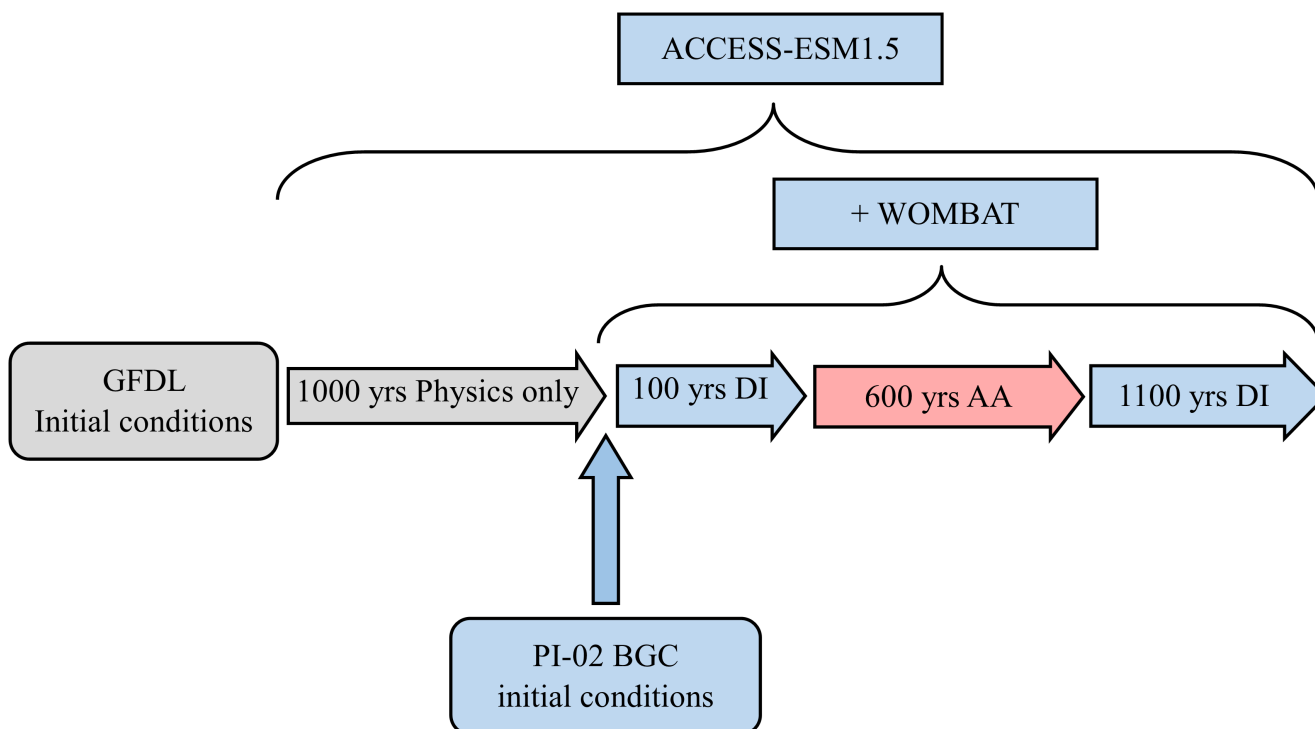 ACCESS-ESM1.5
+ WOMBAT
GFDL
Initial conditions
1000 yrs Physics only
100 yrs DI
600 yrs AA
1100 yrs DI
PI-02 BGC
initial conditions